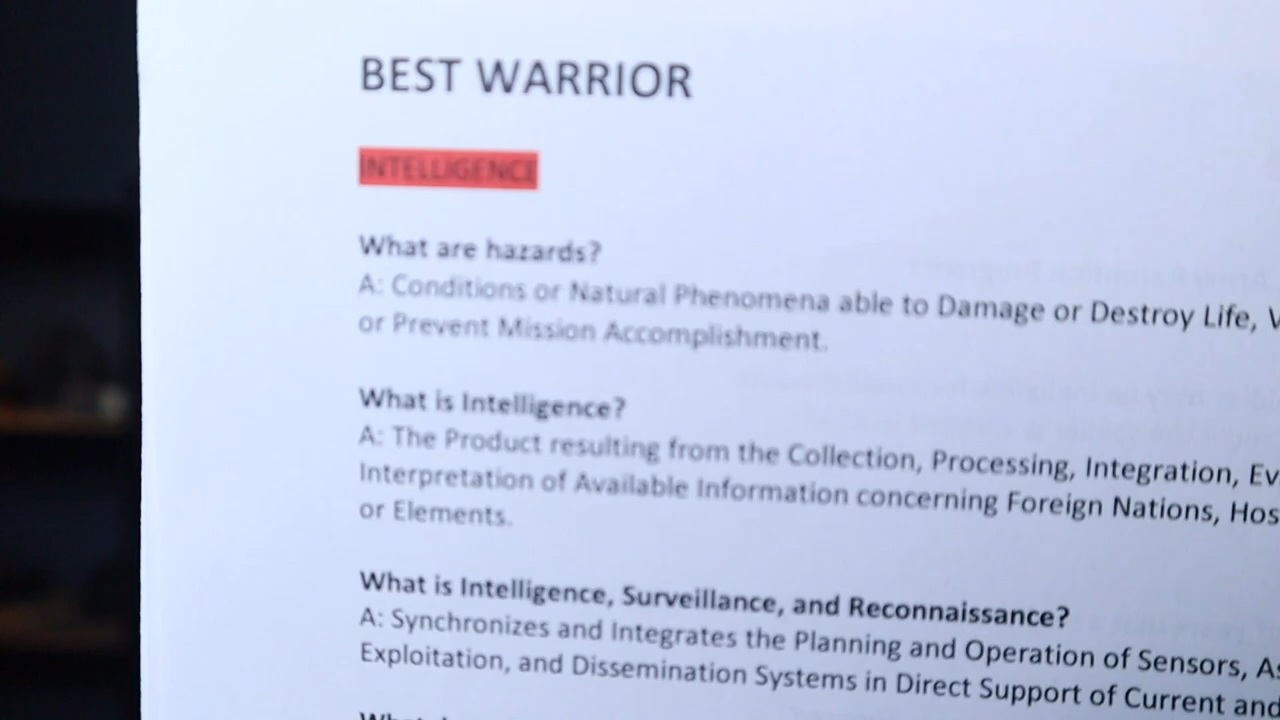 BEST WARRIOR
INTELLIGENCE
What are hazards?
A: Conditions or Natural Phenomena able to Damage or Destroy Life, V
or Prevent Mission Accomplishment.
What is Intelligence?
A: The Product resulting from the Collection, Processing, Integration, Ev
Interpretation of Available Information concerning Foreign Nations, Hos
or Elements.
What is Intelligence, Surveillance, and Reconnaissance?
A: Synchronizes and Integrates the Planning and Operation of Sensors, As
Exploitation, and Dissemination Systems in Direct Support of Current and